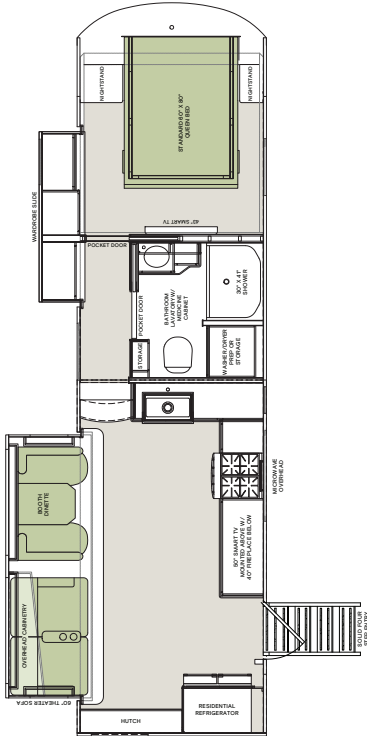 NIGHTSTAND
NIGHTSTAND
STANDARD 60" X 80"
QUEEN BED
WARDROBE SLIDE
40" SMART TV
POCKET DOOR
POCKET DOOR
BATHROOM
LAVATORY W/
MEDICINE
CABINET
30" X 41"
SHOWER
STORAGE
WASHER/DRYER
PREP OR
STORAGE
MICROWAVE
OVERHEAD
BOOTH
DINETTE
50" SMART TV
MOUNTED ABOVE W/
40" FIREPLACE BELOW
OVERHEAD CABINETRY
SOLID FOUR
STEP ENTRY
60" THEATER SOFA
RESIDENTIAL
REFRIGERATOR
HUTCH